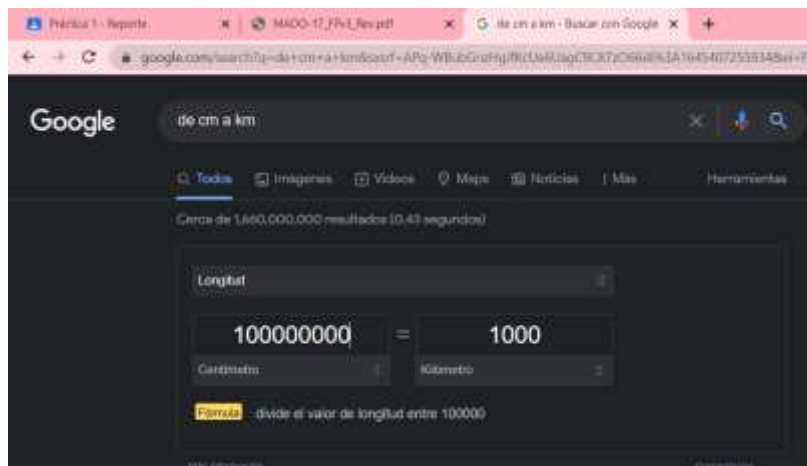 Práctica 1 - Reporte
MADO-17_FPv3_Rev.pdf
de cm a km - Buscar con Google
Google
de cm a km
Todos
Imágenes
Videos
Maps
Noticias
Más
Herramientas
Cerca de 1,660,000,000 resultados (0.43 segundos)
Longitud
100000000 = 1000
Centímetro
Kilómetro
Fórmula divide el valor de longitud entre 100000